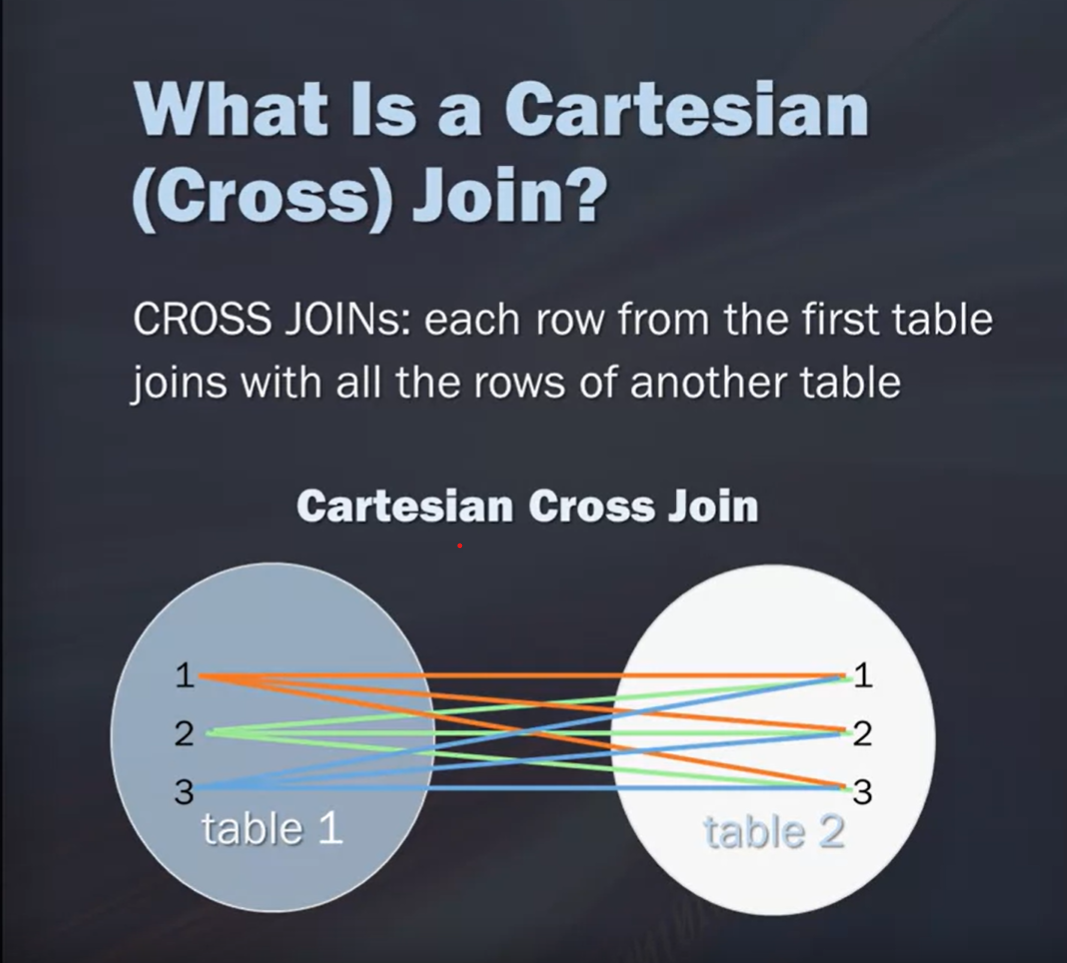 What Is a Cartesian
(Cross) Join?
CROSS JOINs: each row from the first table
joins with all the rows of another table
Cartesian Cross Join
1 1
2 2
3 3
table 1 table 2